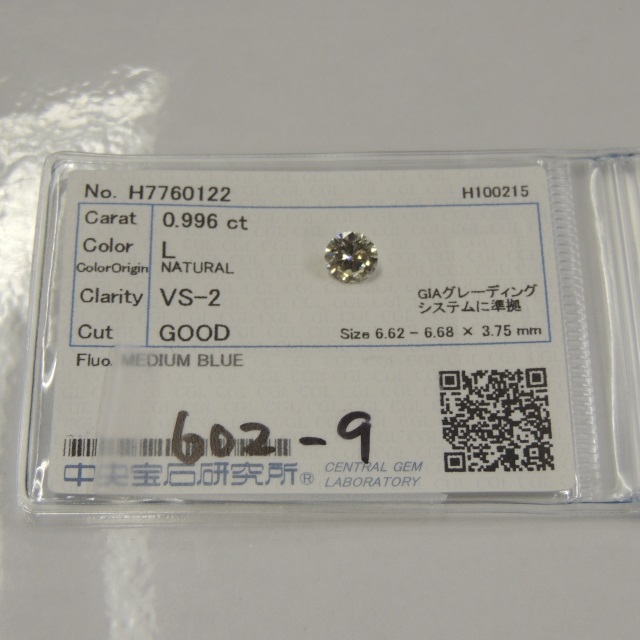 No. H7760122 H100215
Carat 0.996 ct
Color L
ColorOrigin NATURAL
Clarity VS-2
GIAグレーディング
システムに準拠
Cut GOOD Size 6.62 – 6.68 × 3.75 mm
Fluo. MEDIUM BLUE
602-9
中央宝石研究所® CENTRAL GEM
LABORATORY